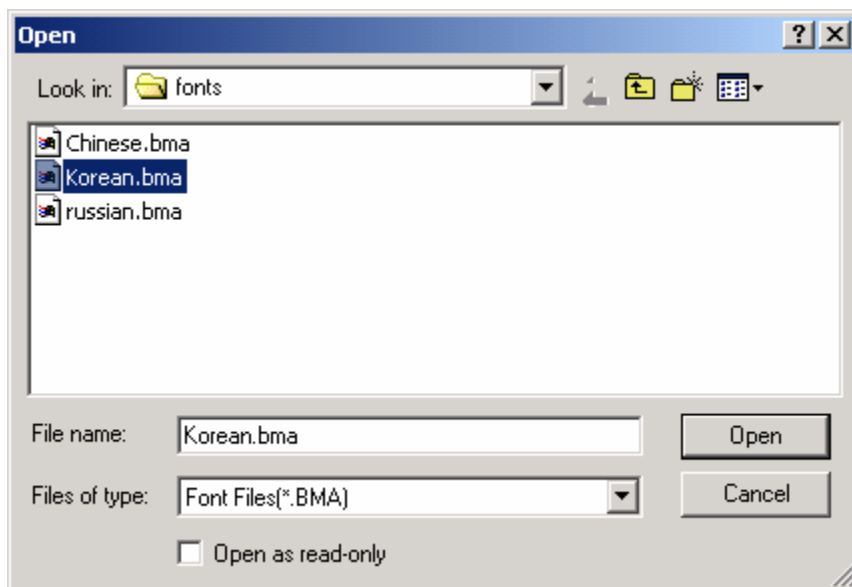 Open
Look in: fonts
Chinese.bma
Korean.bma
russian.bma
File name: Korean.bma Open
Files of type: Font Files(*.BMA) Cancel
Open as read-only